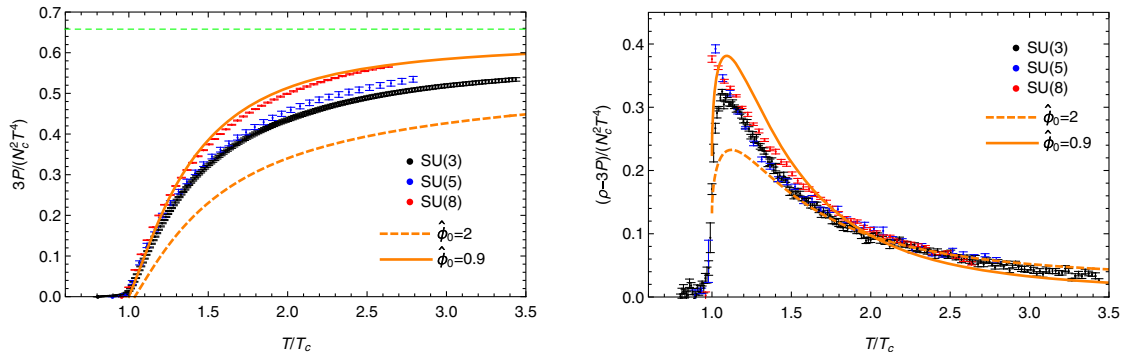 3P/(N_c^2T^4)
0.7
0.6
0.5
0.4
0.3
0.2
0.1
0.0
SU(3)
SU(5)
SU(8)
ϕ̂₀=2
ϕ̂₀=0.9
1.0 1.5 2.0 2.5 3.0 3.5
T/T_c
(ρ−3P)/(N_c^2T^4)
0.4
0.3
0.2
0.1
0.0
SU(3)
SU(5)
SU(8)
ϕ̂₀=2
ϕ̂₀=0.9
1.0 1.5 2.0 2.5 3.0 3.5
T/T_c